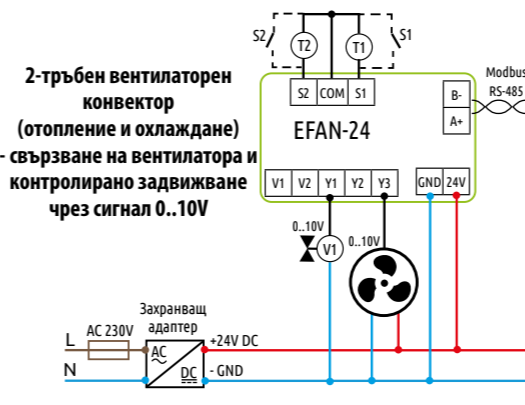 S2 T2 T1 S1
2-тръбен вентилаторен
конвектор
(отопление и охлаждане)
- свързване на вентилатора и
контролирано задвижване
чрез сигнал 0..10V
S2 COM S1
EFAN-24
B-
A+
Modbus
RS-485
V1 V2 Y1 Y2 Y3 GND 24V
0..10V
V1
0..10V
Захранващ
адаптер
L AC 230V AC +24V DC
N DC - GND